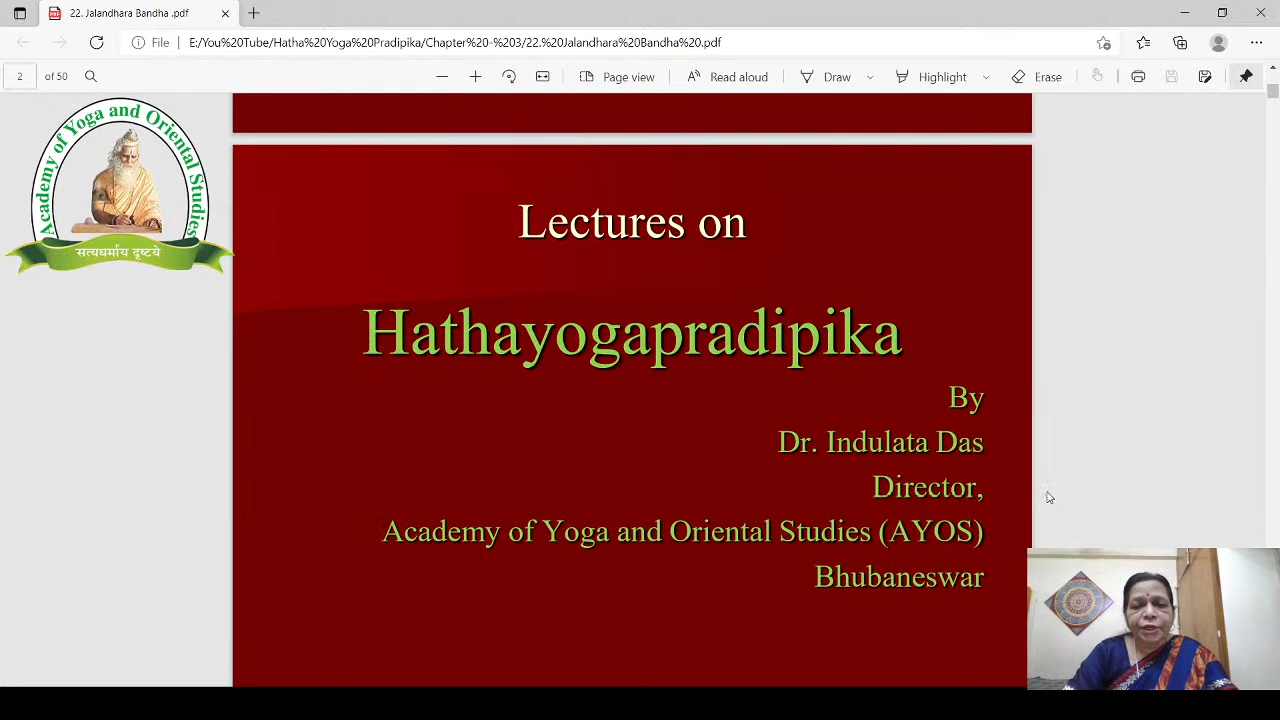 22. Jalandhar Bandha .pdf
File
E:/You%20Tube/Hatha%20Yoga%20Pradipika/Chapter%20-%203/22.%20Jalandhara%20Bandha%20.pdf
2 of 50
Page view
Read aloud
Draw
Highlight
Erase
Academy of Yoga and Oriental Studies
सत्यधर्माय दृष्टये
Lectures on
Hathayogapradipika
By
Dr. Indulata Das
Director,
Academy of Yoga and Oriental Studies (AYOS)
Bhubaneswar